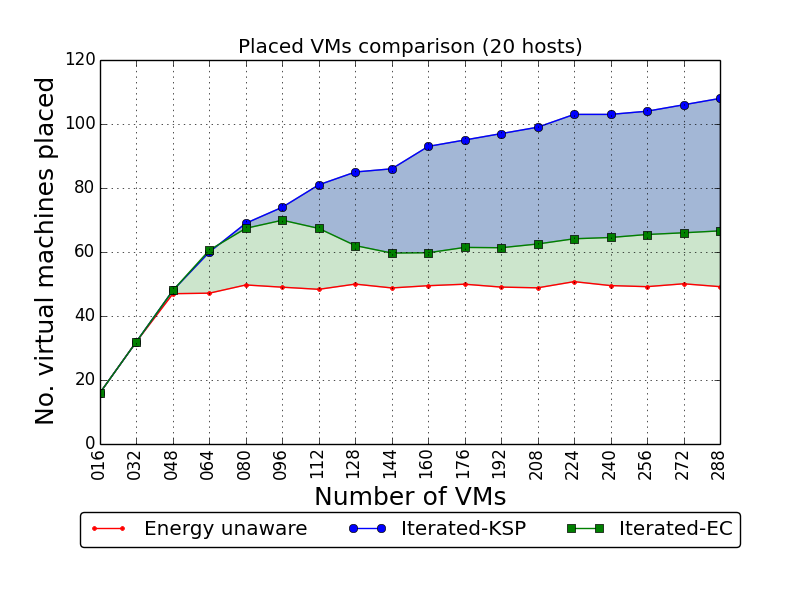 Placed VMs comparison (20 hosts)
120
100
80
60
40
20
0
No. virtual machines placed
016 032 048 064 080 096 112 128 144 160 176 192 208 224 240 256 272 288
Number of VMs
Energy unaware Iterated-KSP Iterated-EC